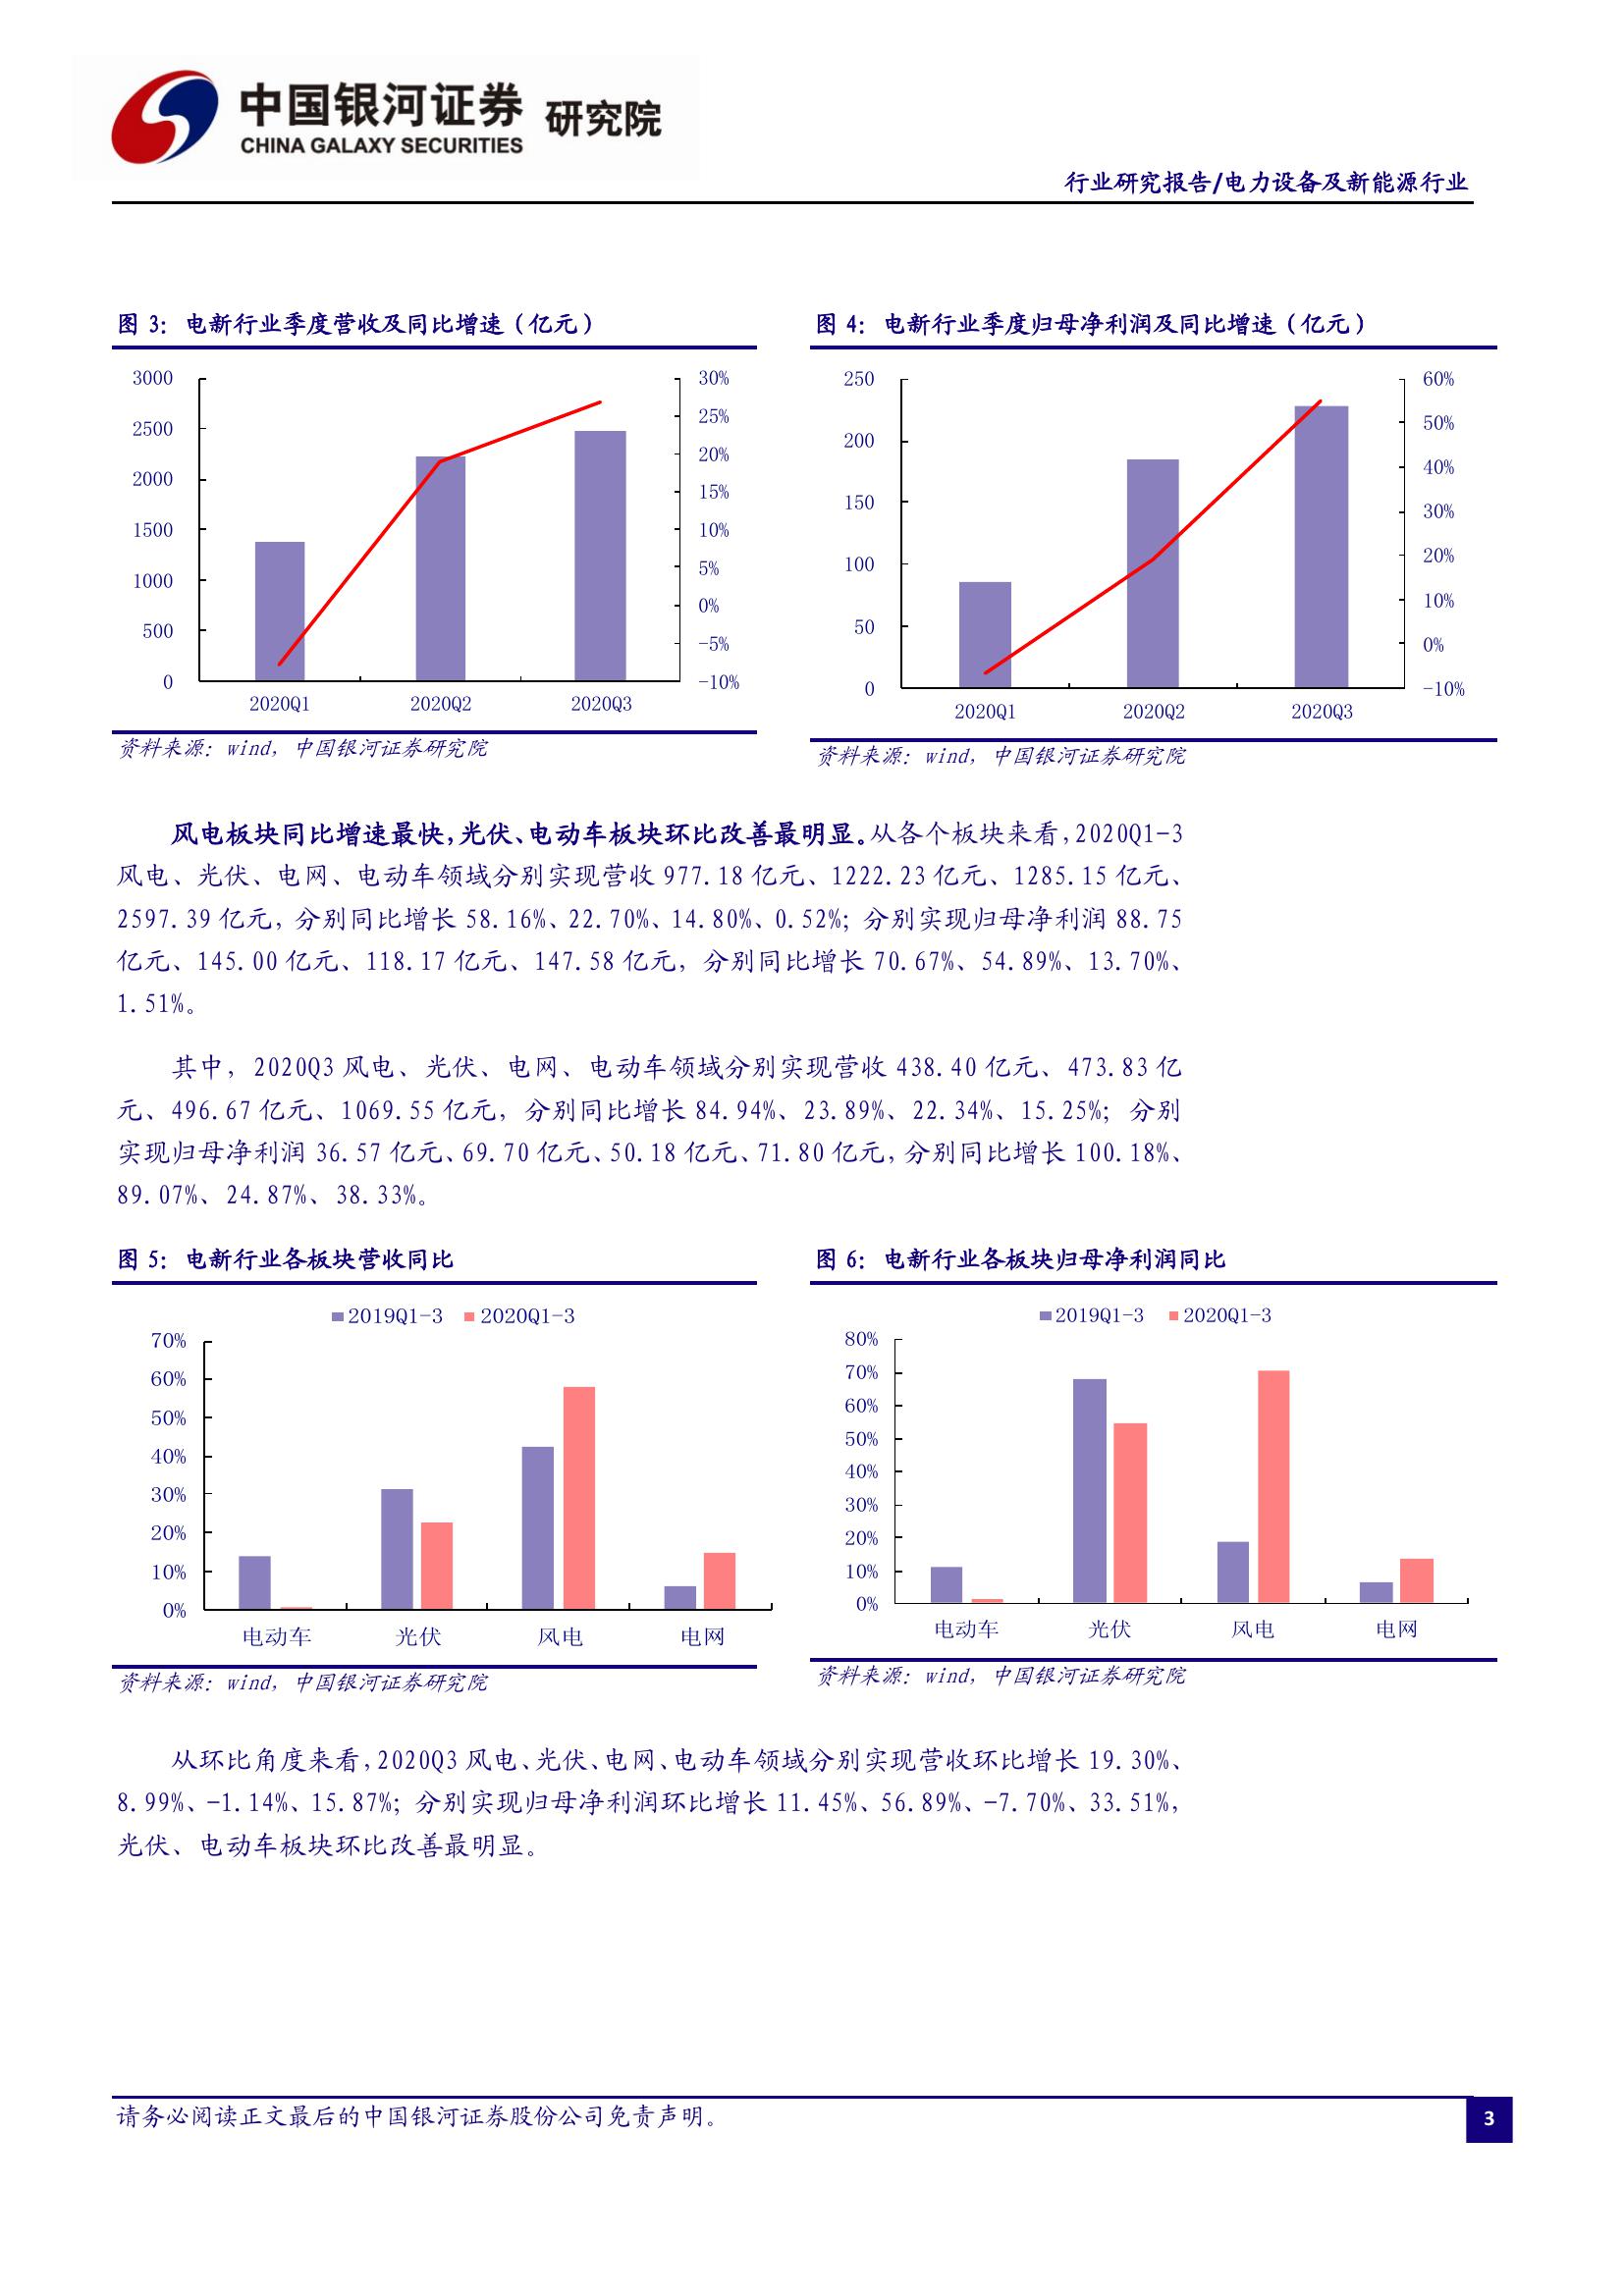 中国银河证券 研究院
CHINA GALAXY SECURITIES
行业研究报告/电力设备及新能源行业
图 3：电新行业季度营收及同比增速（亿元）
3000
2500
2000
1500
1000
500
0
30%
25%
20%
15%
10%
5%
0%
-5%
-10%
2020Q1 2020Q2 2020Q3
资料来源：wind，中国银河证券研究院
图 4：电新行业季度归母净利润及同比增速（亿元）
250
200
150
100
50
0
60%
50%
40%
30%
20%
10%
0%
-10%
2020Q1 2020Q2 2020Q3
资料来源：wind，中国银河证券研究院
风电板块同比增速最快，光伏、电动车板块环比改善最明显。从各个板块来看，2020Q1-3
风电、光伏、电网、电动车领域分别实现营收 977.18 亿元、1222.23 亿元、1285.15 亿元、
2597.39 亿元，分别同比增长 58.16%、22.70%、14.80%、0.52%；分别实现归母净利润 88.75
亿元、145.00 亿元、118.17 亿元、147.58 亿元，分别同比增长 70.67%、54.89%、13.70%、
1.51%。
其中，2020Q3 风电、光伏、电网、电动车领域分别实现营收 438.40 亿元、473.83 亿
元、496.67 亿元、1069.55 亿元，分别同比增长 84.94%、23.89%、22.34%、15.25%；分别
实现归母净利润 36.57 亿元、69.70 亿元、50.18 亿元、71.80 亿元，分别同比增长 100.18%、
89.07%、24.87%、38.33%。
图 5：电新行业各板块营收同比
2019Q1-3 2020Q1-3
70%
60%
50%
40%
30%
20%
10%
0%
电动车 光伏 风电 电网
资料来源：wind，中国银河证券研究院
图 6：电新行业各板块归母净利润同比
2019Q1-3 2020Q1-3
80%
70%
60%
50%
40%
30%
20%
10%
0%
电动车 光伏 风电 电网
资料来源：wind，中国银河证券研究院
从环比角度来看，2020Q3 风电、光伏、电网、电动车领域分别实现营收环比增长 19.30%、
8.99%、-1.14%、15.87%；分别实现归母净利润环比增长 11.45%、56.89%、-7.70%、33.51%，
光伏、电动车板块环比改善最明显。
请务必阅读正文最后的中国银河证券股份公司免责声明。
3